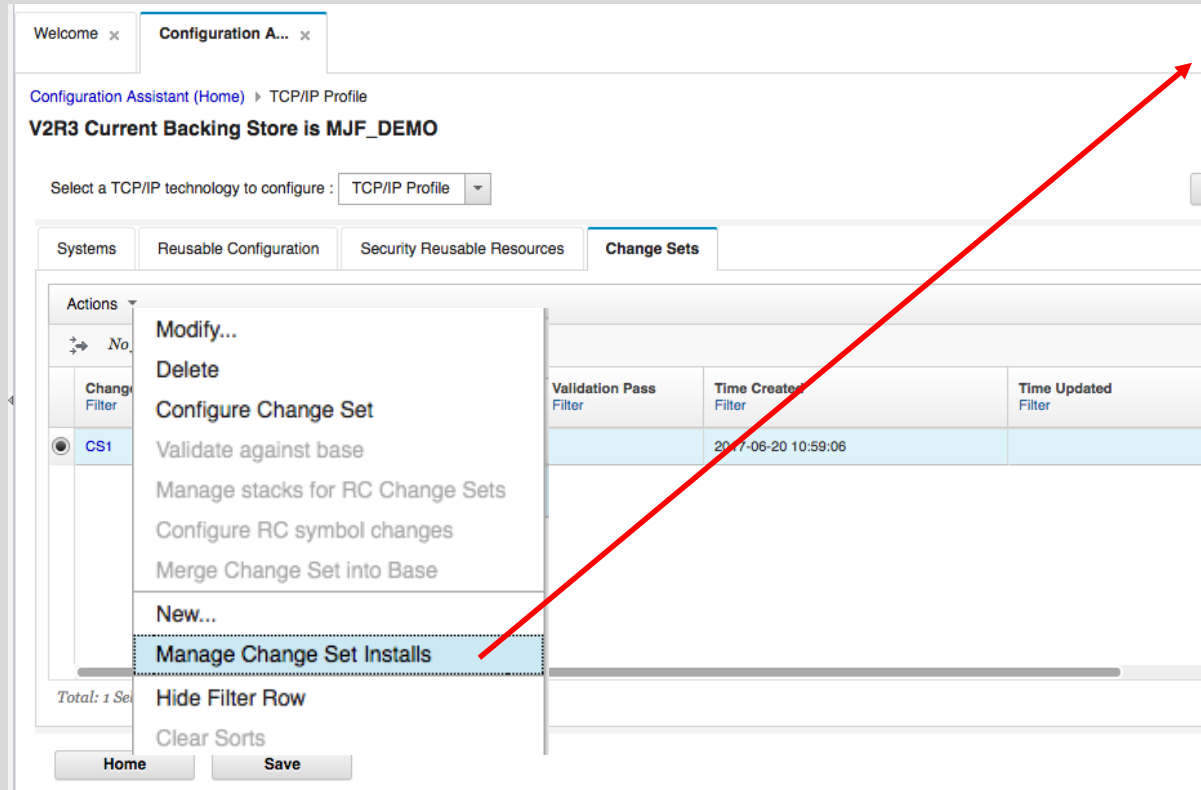 Welcome x Configuration A... x
Configuration Assistant (Home) TCP/IP Profile
V2R3 Current Backing Store is MJF_DEMO
Select a TCP/IP technology to configure : TCP/IP Profile
Systems Reusable Configuration Security Reusable Resources Change Sets
Actions
Modify...
No
Delete
Change Validation Pass Time Created Time Updated
Filter Filter Filter Filter
Configure Change Set
CS1 2017-06-20 10:59:06
Validate against base
Manage stacks for RC Change Sets
Configure RC symbol changes
Merge Change Set into Base
New...
Manage Change Set Installs
Total: 1
Hide Filter Row
Clear Sorts
Home Save